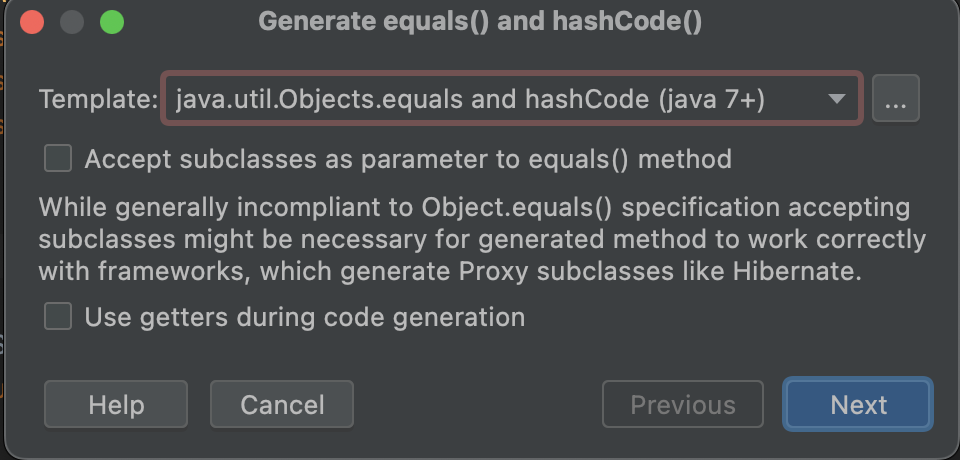 Generate equals() and hashCode()
Template: java.util.Objects.equals and hashCode (java 7+) ...
Accept subclasses as parameter to equals() method
While generally incompliant to Object.equals() specification accepting
subclasses might be necessary for generated method to work correctly
with frameworks, which generate Proxy subclasses like Hibernate.
Use getters during code generation
Help Cancel Previous Next